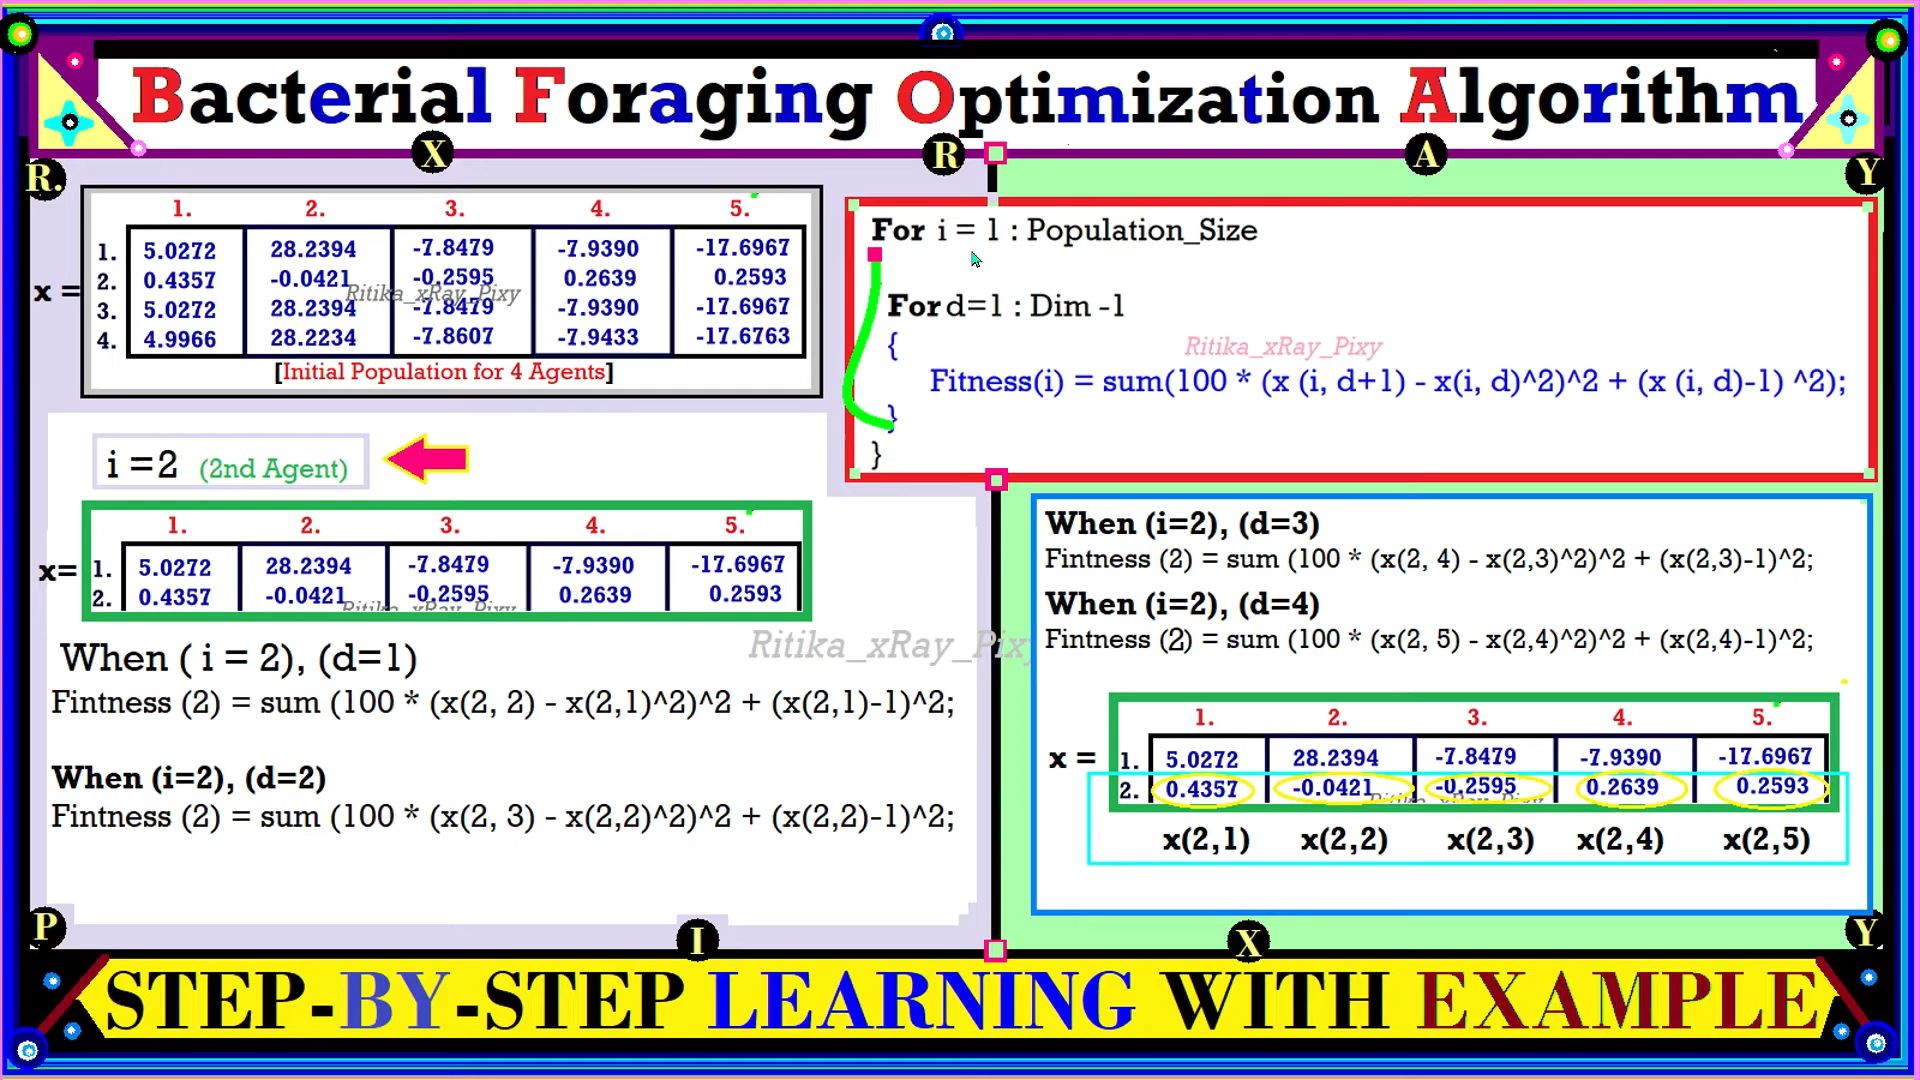 Bacterial Foraging Optimization Algorithm
R. X R A Y
1. 2. 3. 4. 5.
1. 5.0272 28.2394 -7.8479 -7.9390 -17.6967
x = 2. 0.4357 -0.0421 -0.2595 0.2639 0.2593
Ritika_xRay_Pixy
3. 5.0272 28.2394 -7.8479 -7.9390 -17.6967
4. 4.9966 28.2234 -7.8607 -7.9433 -17.6763
[Initial Population for 4 Agents]
For i = 1 : Population_Size
For d=1 : Dim -1
{
Ritika_xRay_Pixy
Fitness(i) = sum(100 * (x (i, d+1) - x(i, d)^2)^2 + (x (i, d)-1) ^2);
}
}
i =2 (2nd Agent)
1. 2. 3. 4. 5.
x= 1. 5.0272 28.2394 -7.8479 -7.9390 -17.6967
2. 0.4357 -0.0421 -0.2595 0.2639 0.2593
Ritika_xRay_Pixy
When ( i = 2), (d=1)
Fintness (2) = sum (100 * (x(2, 2) - x(2,1)^2)^2 + (x(2,1)-1)^2;
When (i=2), (d=2)
Fintness (2) = sum (100 * (x(2, 3) - x(2,2)^2)^2 + (x(2,2)-1)^2;
Ritika_xRay_Pixy
When (i=2), (d=3)
Fintness (2) = sum (100 * (x(2, 4) - x(2,3)^2)^2 + (x(2,3)-1)^2;
When (i=2), (d=4)
Fintness (2) = sum (100 * (x(2, 5) - x(2,4)^2)^2 + (x(2,4)-1)^2;
1. 2. 3. 4. 5.
x = 1. 5.0272 28.2394 -7.8479 -7.9390 -17.6967
2. 0.4357 -0.0421 -0.2595 0.2639 0.2593
Ritika_xRay_Pixy
x(2,1) x(2,2) x(2,3) x(2,4) x(2,5)
P I X Y
STEP-BY-STEP LEARNING WITH EXAMPLE